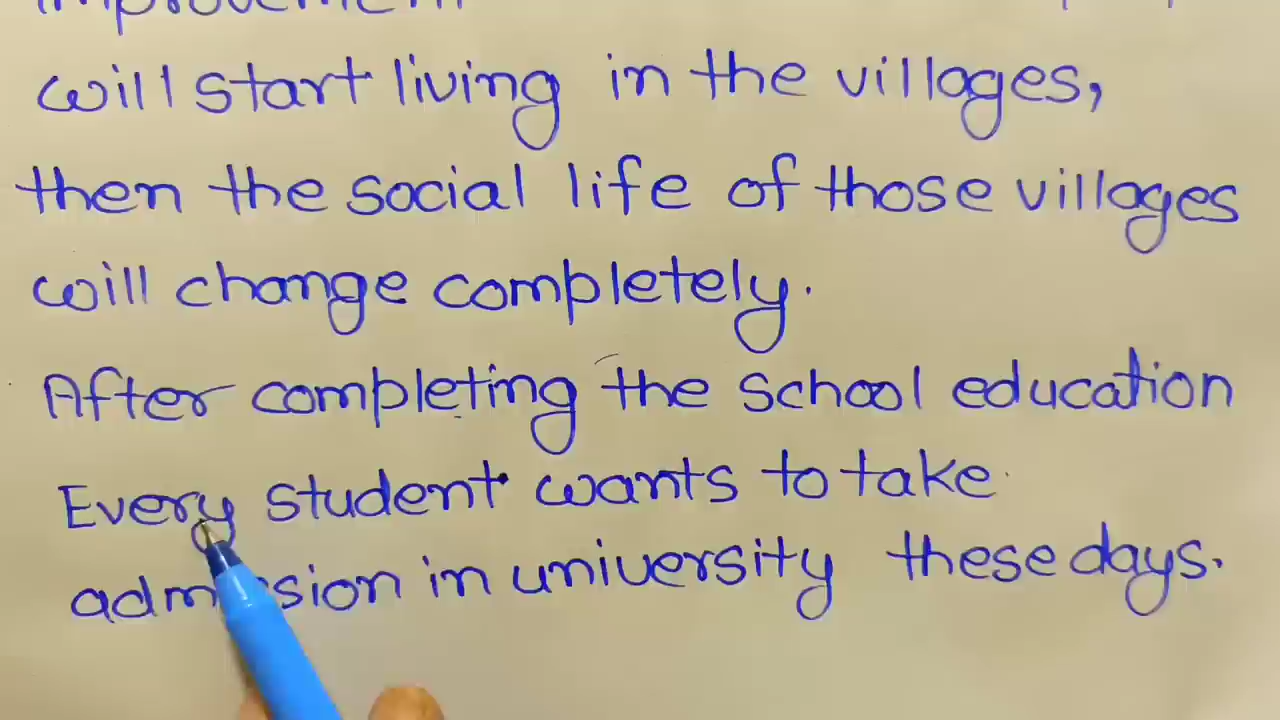 improvement
will start living in the villages,
then the social life of those villages
will change completely.
After completing the school education
Every student wants to take
admission in university these days.